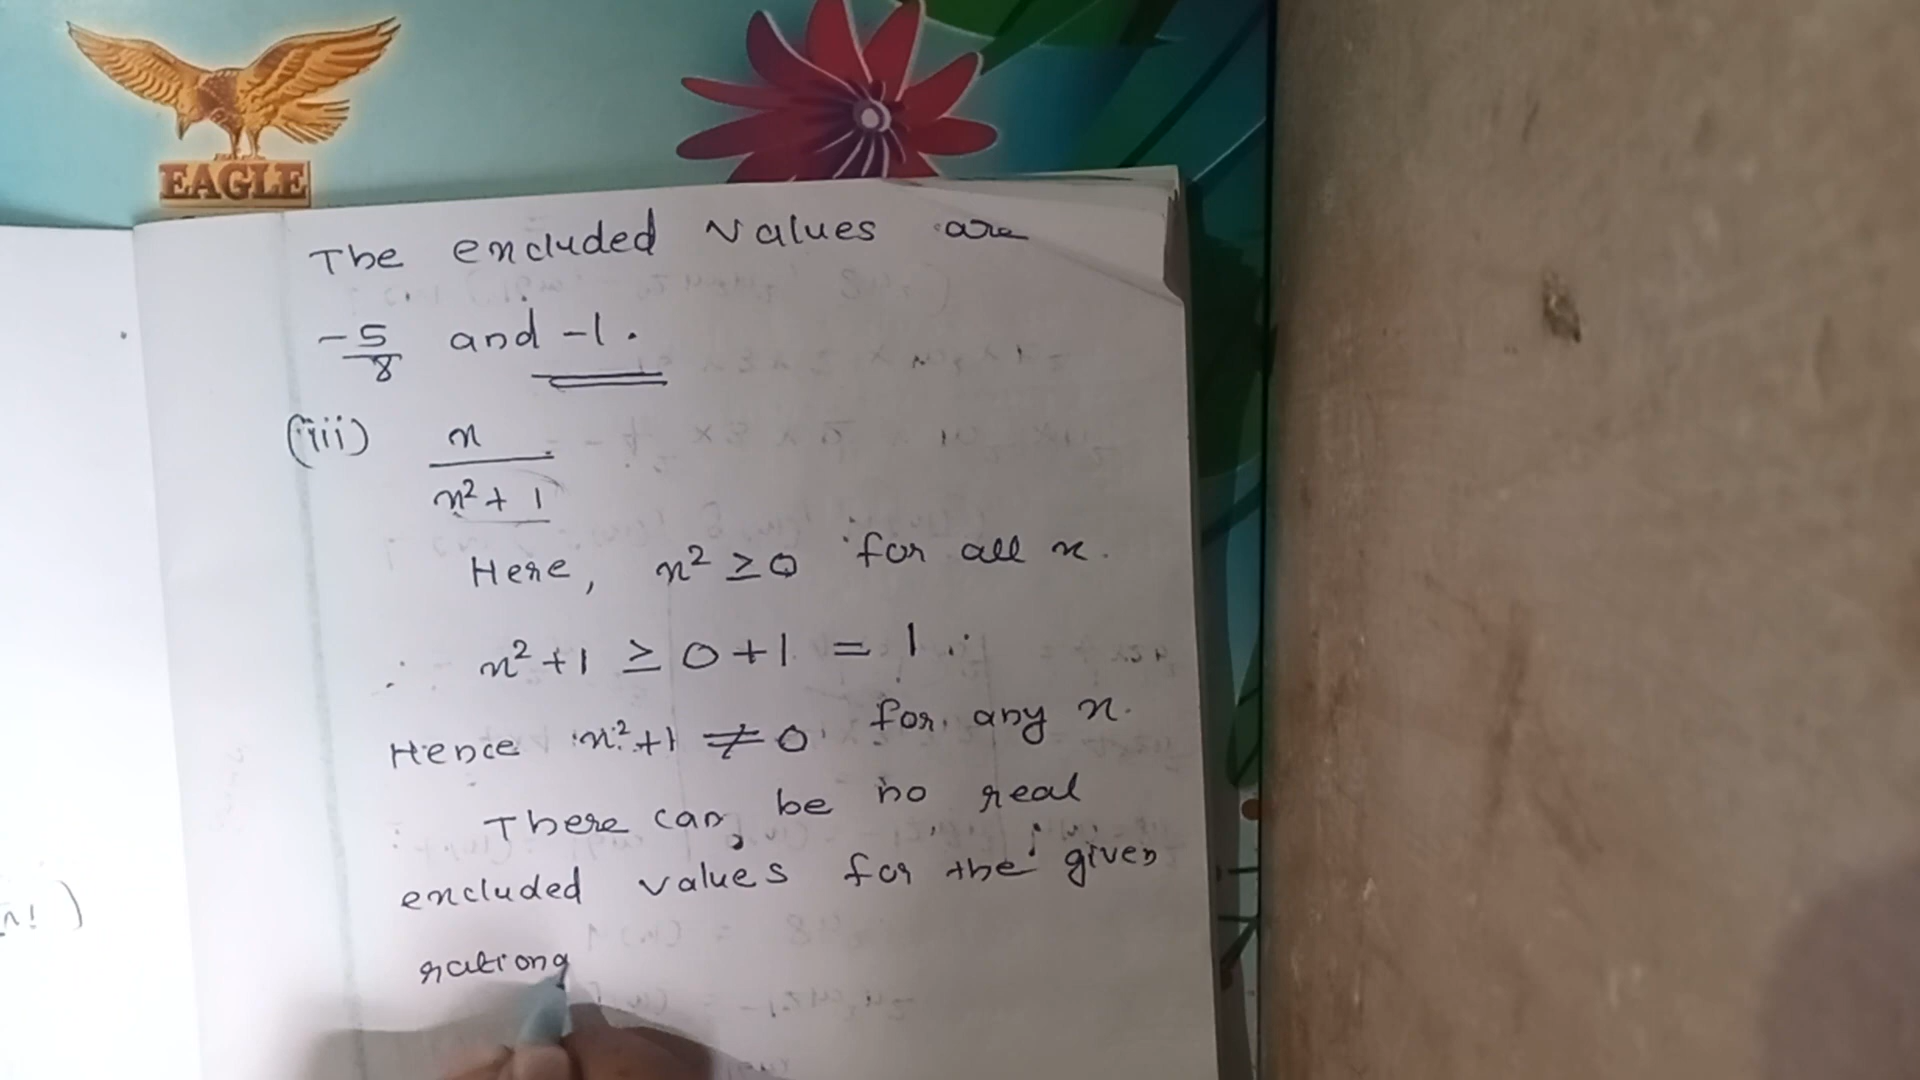 EAGLE
The excluded values are
-5/8 and -1.
(iii) x
x² + 1
Here, x² ≥ 0 for all x.
∴ x² + 1 ≥ 0 + 1 = 1.
Hence x² + 1 ≠ 0 for any x.
There can be no real
excluded values for the given
rationa
n! )